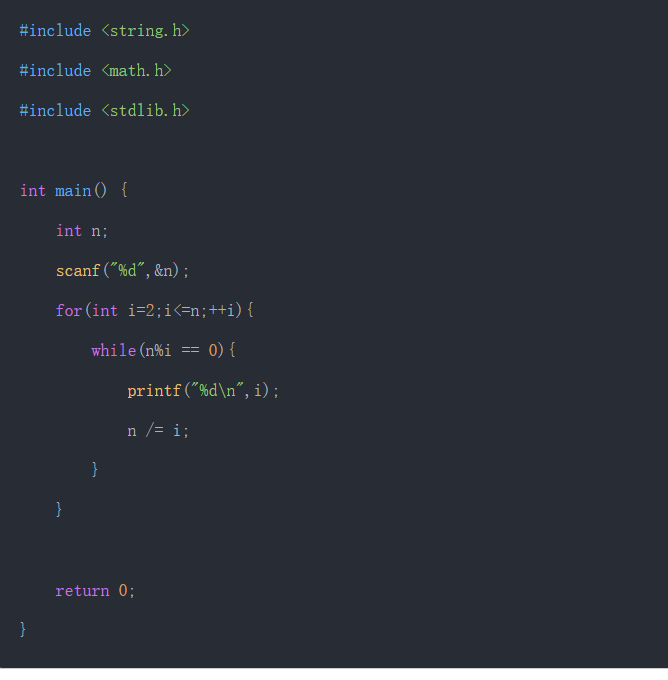 #include <string.h>
#include <math.h>
#include <stdlib.h>
int main() {
int n;
scanf("%d",&n);
for(int i=2;i<=n;++i){
while(n%i == 0){
printf("%d\n",i);
n /= i;
}
}
return 0;
}